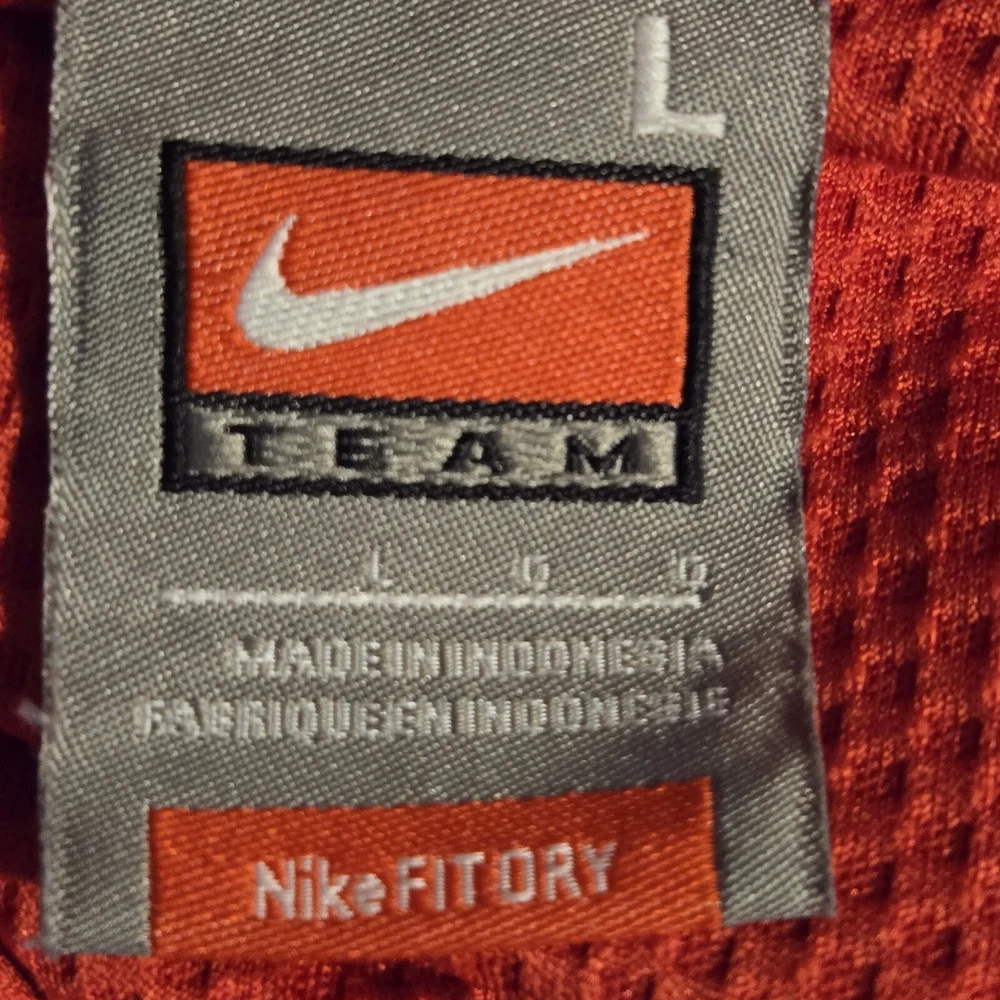 L
TEAM
L G G
MADE IN INDONESIA
FABRIQUE EN INDONESIE
Nike FIT DRY